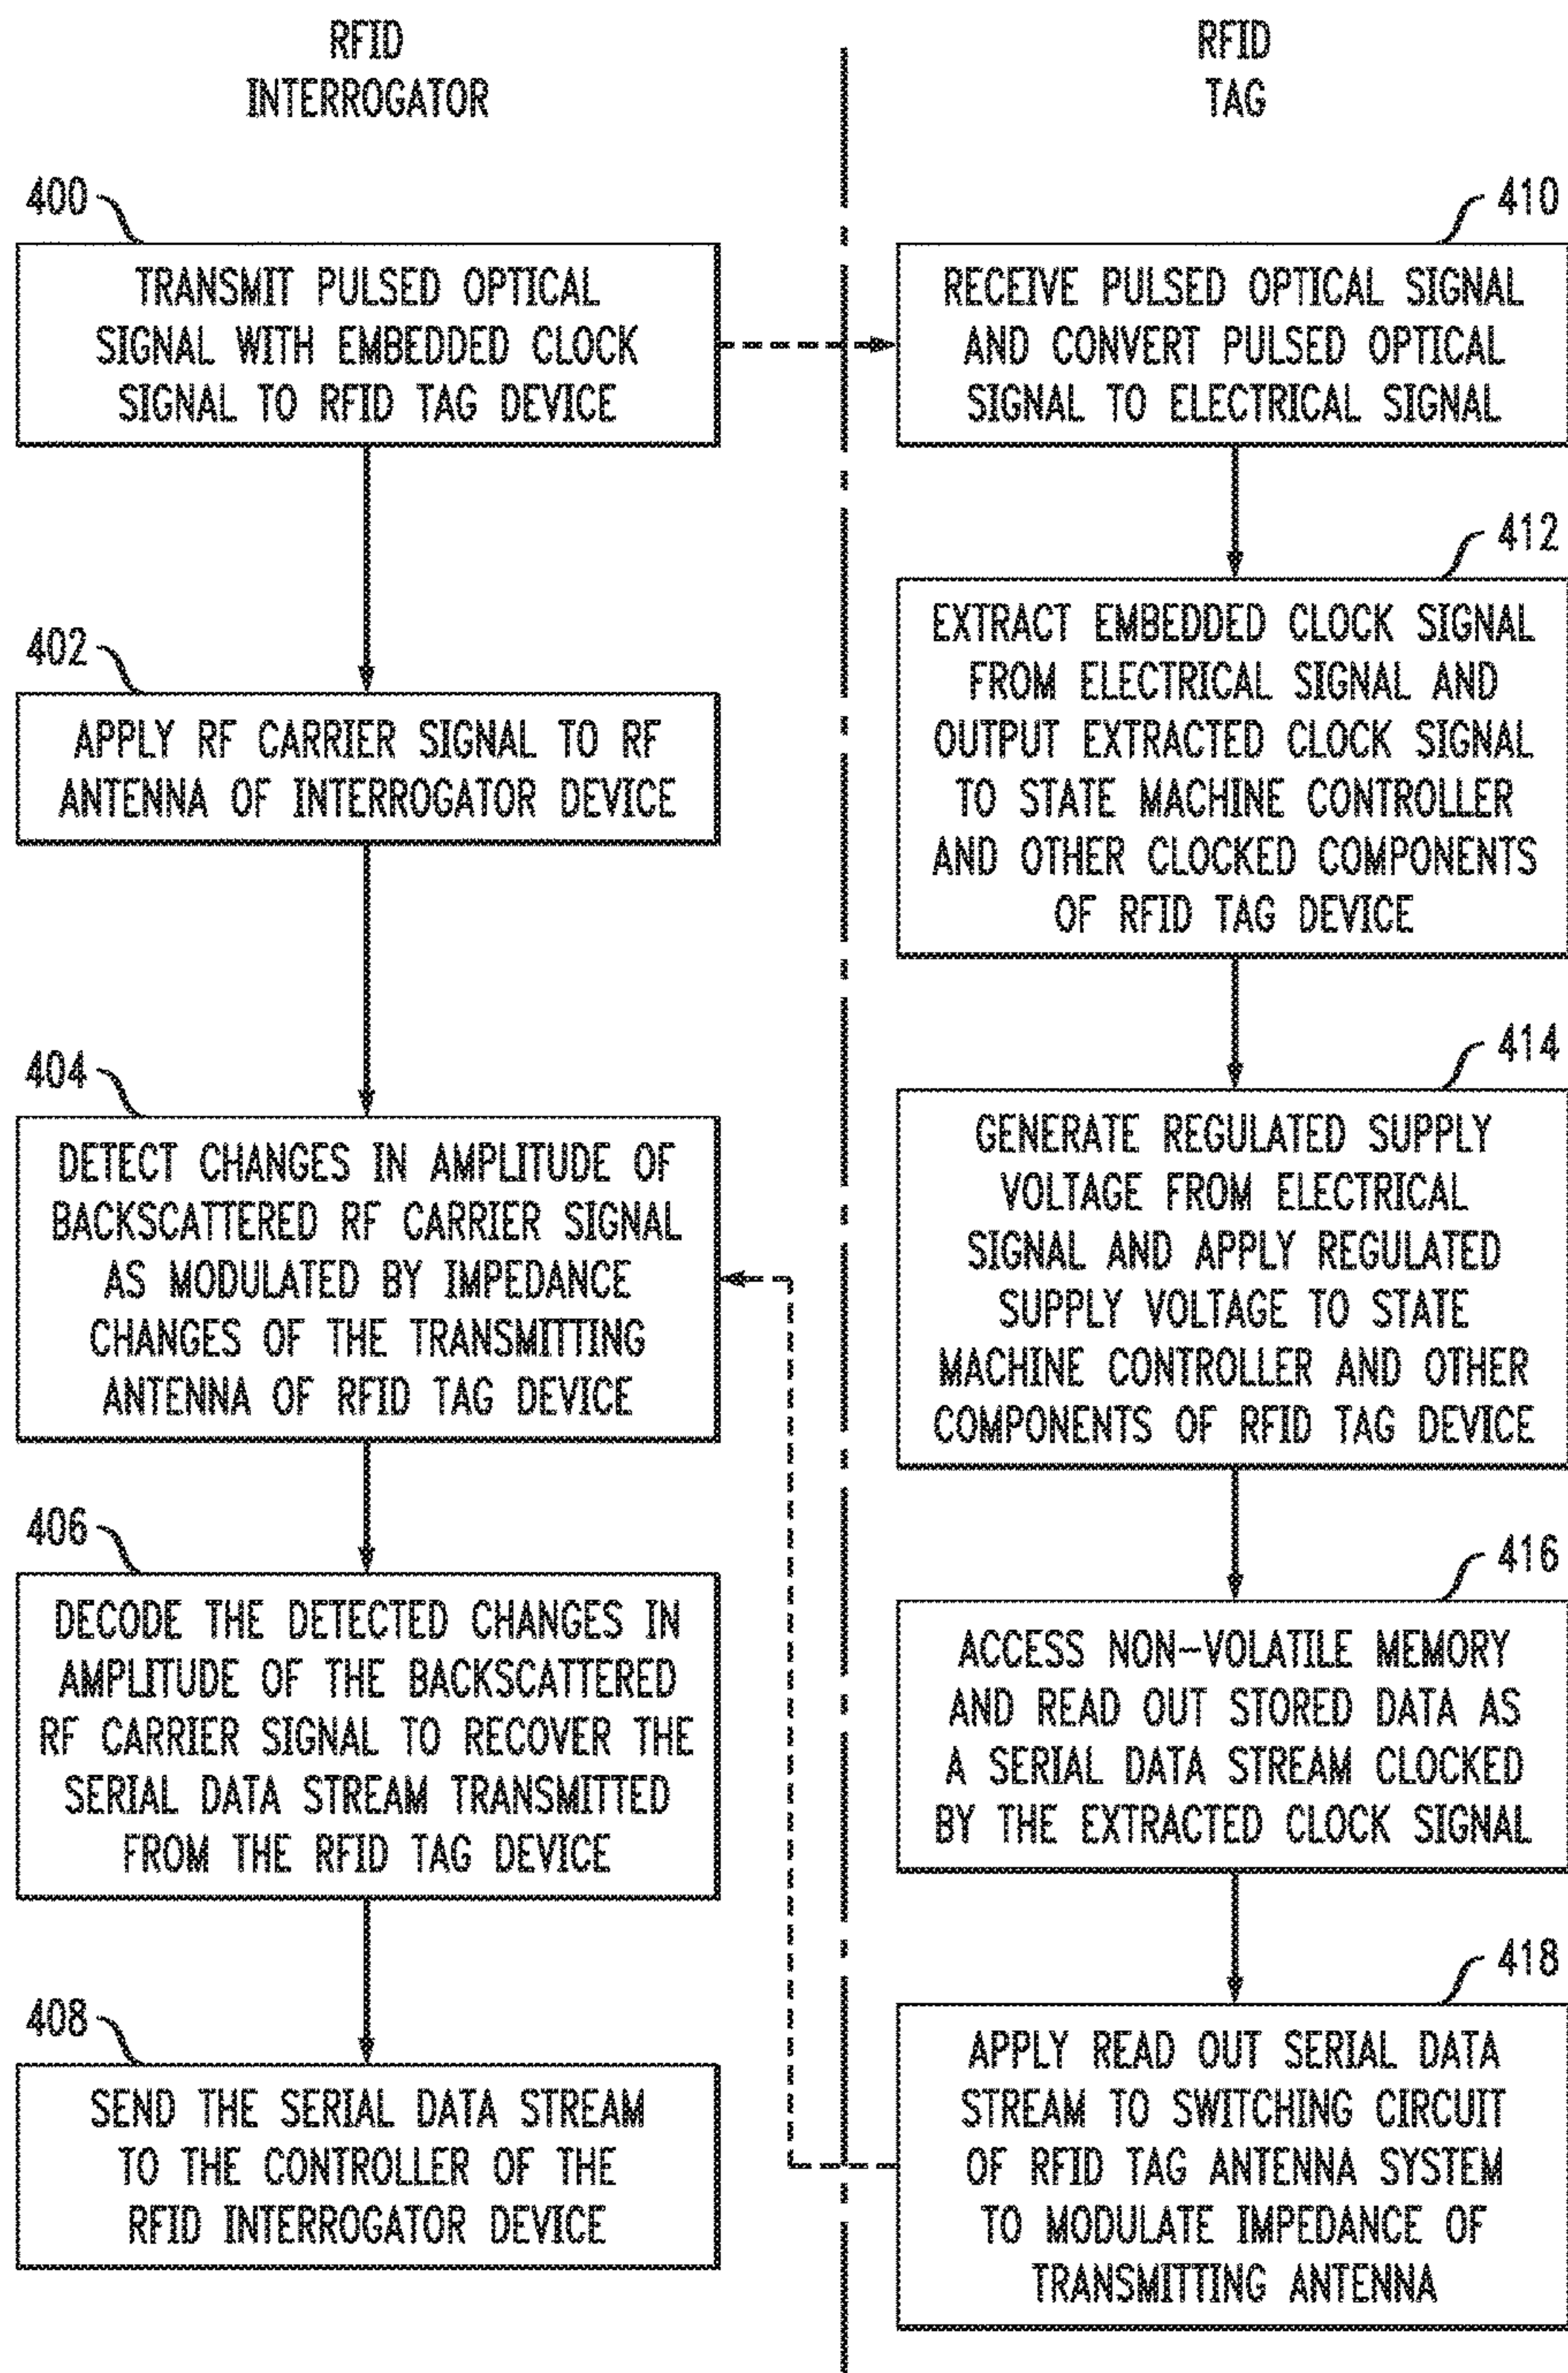 RFID
INTERROGATOR
400
TRANSMIT PULSED OPTICAL
SIGNAL WITH EMBEDDED CLOCK
SIGNAL TO RFID TAG DEVICE
402
APPLY RF CARRIER SIGNAL TO RF
ANTENNA OF INTERROGATOR DEVICE
404
DETECT CHANGES IN AMPLITUDE OF
BACKSCATTERED RF CARRIER SIGNAL
AS MODULATED BY IMPEDANCE
CHANGES OF THE TRANSMITTING
ANTENNA OF RFID TAG DEVICE
406
DECODE THE DETECTED CHANGES IN
AMPLITUDE OF THE BACKSCATTERED
RF CARRIER SIGNAL TO RECOVER THE
SERIAL DATA STREAM TRANSMITTED
FROM THE RFID TAG DEVICE
408
SEND THE SERIAL DATA STREAM
TO THE CONTROLLER OF THE
RFID INTERROGATOR DEVICE
RFID
TAG
410
RECEIVE PULSED OPTICAL SIGNAL
AND CONVERT PULSED OPTICAL
SIGNAL TO ELECTRICAL SIGNAL
412
EXTRACT EMBEDDED CLOCK SIGNAL
FROM ELECTRICAL SIGNAL AND
OUTPUT EXTRACTED CLOCK SIGNAL
TO STATE MACHINE CONTROLLER
AND OTHER CLOCKED COMPONENTS
OF RFID TAG DEVICE
414
GENERATE REGULATED SUPPLY
VOLTAGE FROM ELECTRICAL
SIGNAL AND APPLY REGULATED
SUPPLY VOLTAGE TO STATE
MACHINE CONTROLLER AND OTHER
COMPONENTS OF RFID TAG DEVICE
416
ACCESS NON-VOLATILE MEMORY
AND READ OUT STORED DATA AS
A SERIAL DATA STREAM CLOCKED
BY THE EXTRACTED CLOCK SIGNAL
418
APPLY READ OUT SERIAL DATA
STREAM TO SWITCHING CIRCUIT
OF RFID TAG ANTENNA SYSTEM
TO MODULATE IMPEDANCE OF
TRANSMITTING ANTENNA